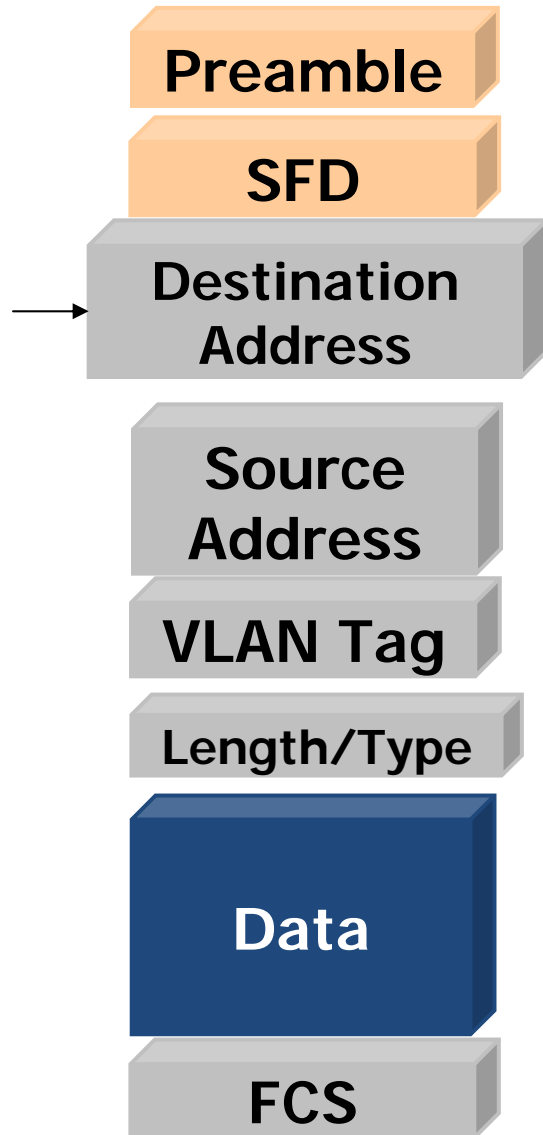 Preamble
SFD
Destination
Address
Source
Address
VLAN Tag
Length/Type
Data
FCS